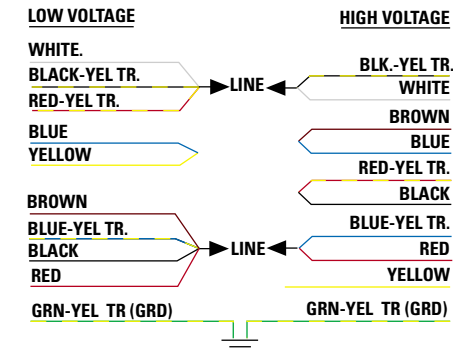 LOW VOLTAGE
WHITE.
BLACK-YEL TR.
RED-YEL TR.
LINE
BLUE
YELLOW
BROWN
BLUE-YEL TR.
BLACK
RED
LINE
GRN-YEL TR (GRD)
HIGH VOLTAGE
BLK.-YEL TR.
WHITE
BROWN
BLUE
RED-YEL TR.
BLACK
BLUE-YEL TR.
RED
YELLOW
GRN-YEL TR (GRD)